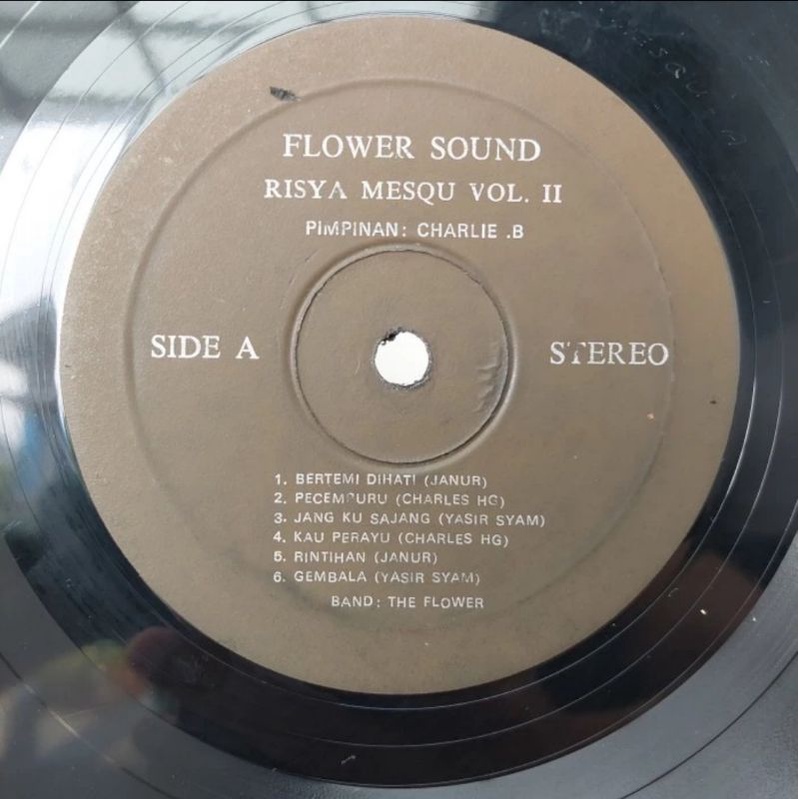 FLOWER SOUND
RISYA MESQU VOL. II
PIMPINAN: CHARLIE .B
SIDE A
STEREO
1. BERTEMI DIHATI (JANUR)
2. PECEMPURU (CHARLES HG)
3. JANG KU SAJANG (YASIR SYAM)
4. KAU PERAYU (CHARLES HG)
5. RINTIHAN (JANUR)
6. GEMBALA (YASIR SYAM)
BAND: THE FLOWER